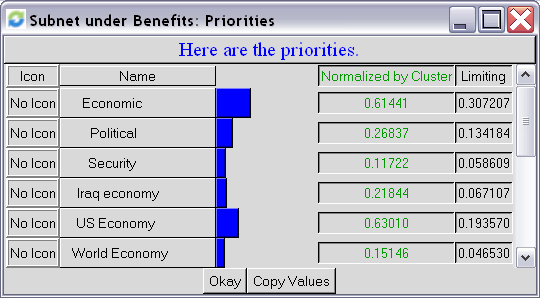 Subnet under Benefits: Priorities
Here are the priorities.
Icon Name Normalized by Cluster Limiting
No Icon Economic 0.61441 0.307207
No Icon Political 0.26837 0.134184
No Icon Security 0.11722 0.058609
No Icon Iraq economy 0.21844 0.067107
No Icon US Economy 0.63010 0.193570
No Icon World Economy 0.15146 0.046530
Okay Copy Values